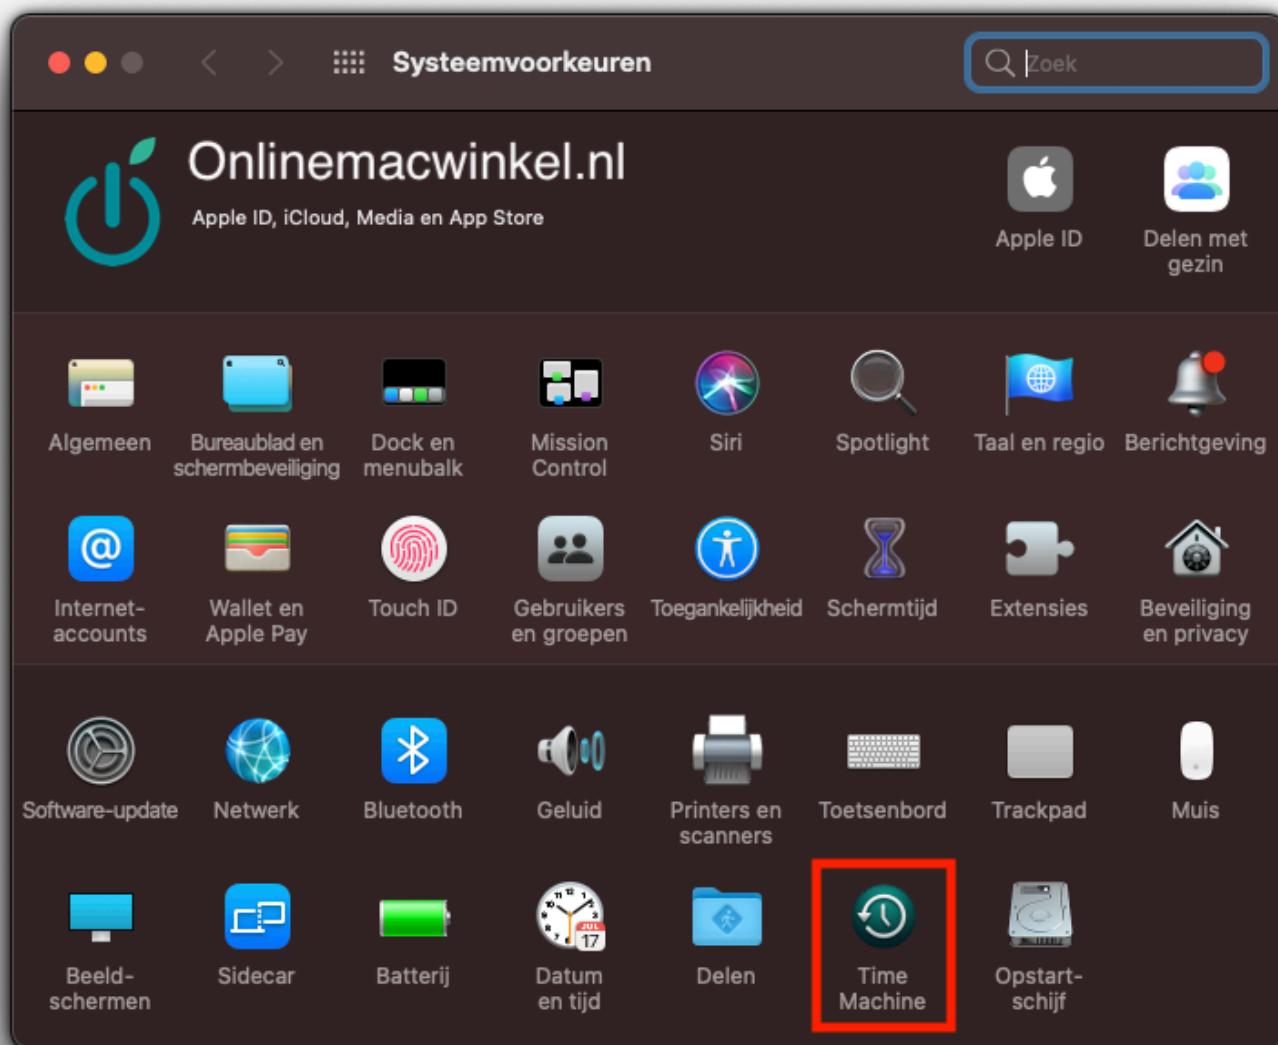 Systeemvoorkeuren
Zoek
Onlinemacwinkel.nl
Apple ID, iCloud, Media en App Store
Apple ID
Delen met
gezin
Algemeen
Bureaublad en
schermbeveiliging
Dock en
menubalk
Mission
Control
Siri
Spotlight
Taal en regio
Berichtgeving
@
Internet-
accounts
Wallet en
Apple Pay
Touch ID
Gebruikers
en groepen
Toegankelijkheid
Schermtijd
Extensies
Beveiliging
en privacy
Software-update
Netwerk
Bluetooth
Geluid
Printers en
scanners
Toetsenbord
Trackpad
Muis
Beeld-
schermen
Sidecar
Batterij
JUL
17
Datum
en tijd
Delen
Time
Machine
Opstart-
schijf